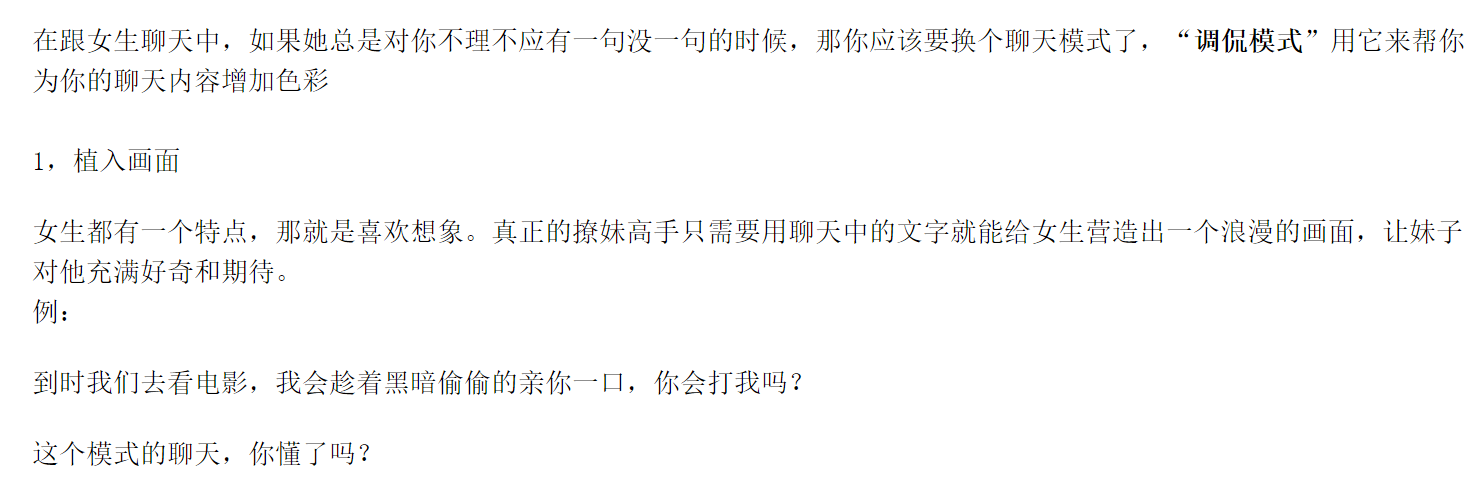 在跟女生聊天中，如果她总是对你不理不应有一句没一句的时候，那你应该要换个聊天模式了，“调侃模式”用它来帮你
为你的聊天内容增加色彩
1，植入画面
女生都有一个特点，那就是喜欢想象。真正的撩妹高手只需要用聊天中的文字就能给女生营造出一个浪漫的画面，让妹子
对他充满好奇和期待。
例：
到时我们去看电影，我会趁着黑暗偷偷的亲你一口，你会打我吗？
这个模式的聊天，你懂了吗？